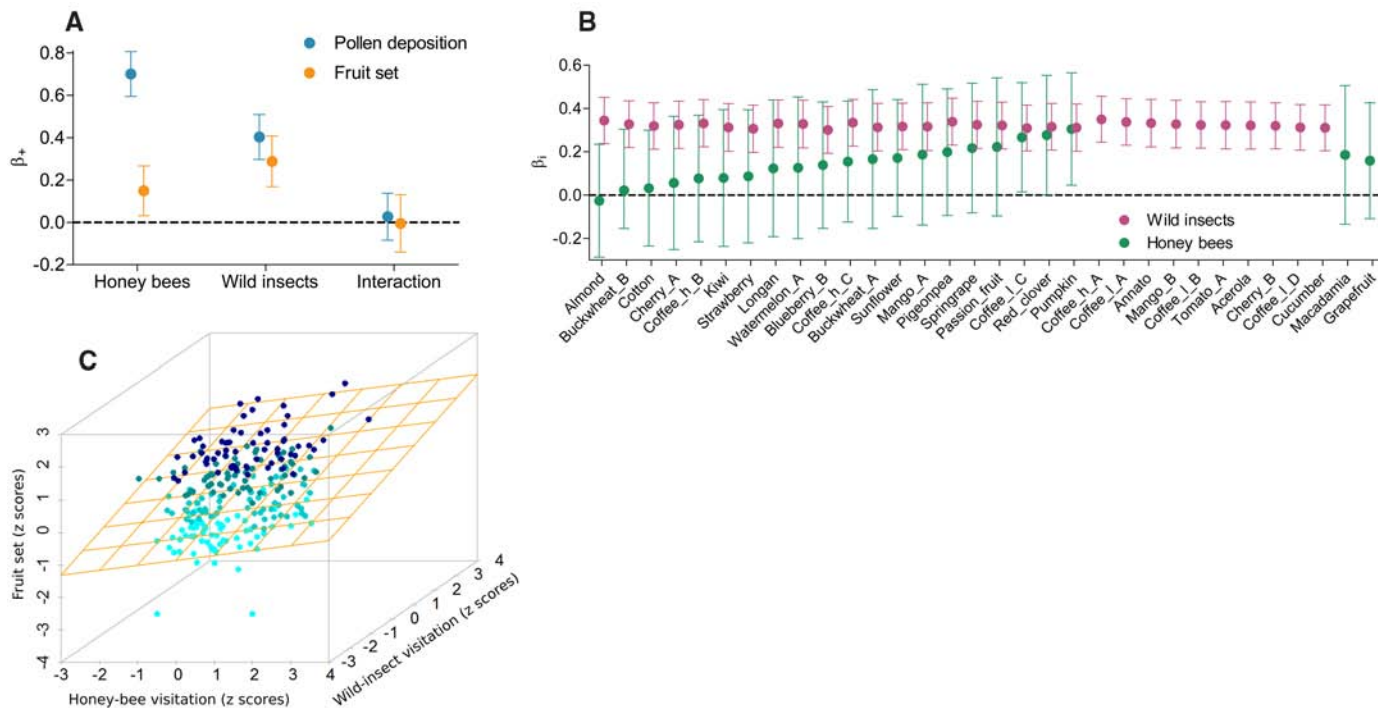 A
Pollen deposition
Fruit set
0.8
0.6
0.4
0.2
0.0
-0.2
β+
Honey bees
Wild insects
Interaction
B
0.6
0.4
0.2
0.0
-0.2
βi
Wild insects
Honey bees
Almond
Buckwheat_B
Cotton
Cherry_A
Coffee_h_B
Kiwi
Strawberry
Longan
Watermelon_A
Blueberry_B
Coffee_h_C
Buckwheat_A
Sunflower
Mango_A
Pigeonpea
Springrape
Passion_fruit
Coffee_l_C
Red_clover
Pumpkin
Coffee_h_A
Coffee_l_A
Annato
Mango_B
Coffee_l_B
Tomato_A
Acerola
Cherry_B
Coffee_l_D
Cucumber
Macadamia
Grapefruit
C
3
2
1
0
-1
-2
-3
-4
Fruit set (z scores)
-3
-2
-1
0
1
2
3
4
Honey-bee visitation (z scores)
-3
-2
-1
0
1
2
3
4
Wild-insect visitation (z scores)